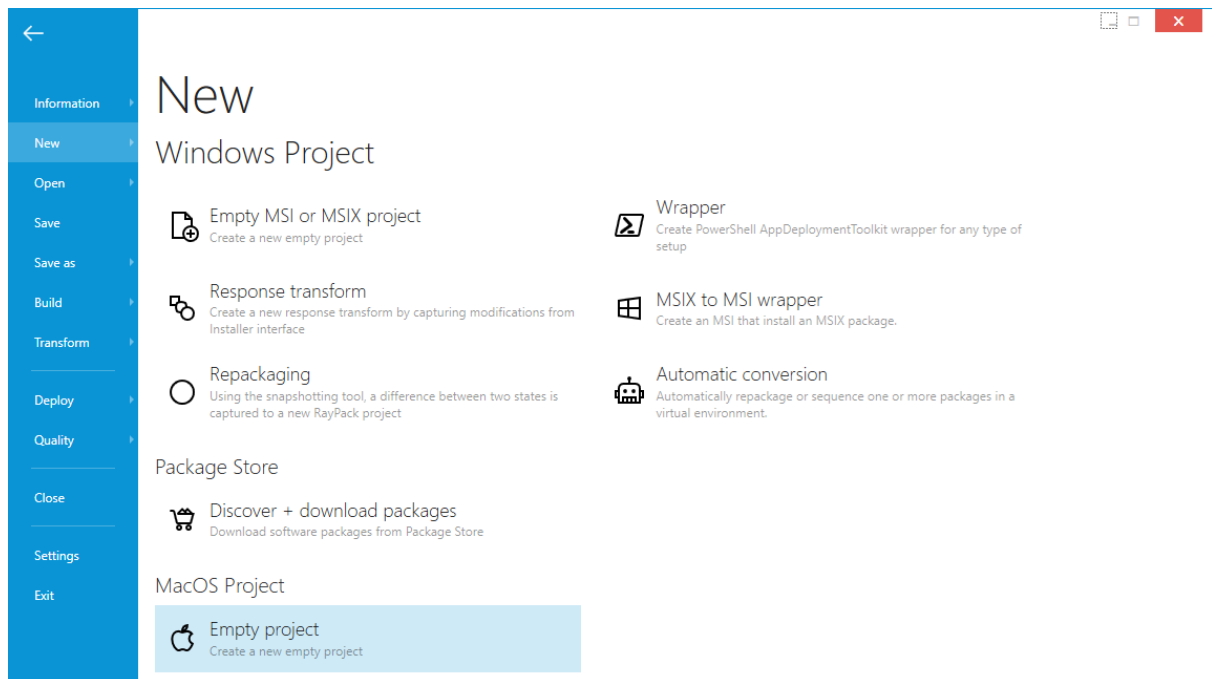 Information
New
Open
Save
Save as
Build
Transform
Deploy
Quality
Close
Settings
Exit
New
Windows Project
Empty MSI or MSIX project
Create a new empty project
Response transform
Create a new response transform by capturing modifications from
Installer interface
Repackaging
Using the snapshotting tool, a difference between two states is
captured to a new RayPack project
Wrapper
Create PowerShell AppDeploymentToolkit wrapper for any type of
setup
MSIX to MSI wrapper
Create an MSI that install an MSIX package.
Automatic conversion
Automatically repackage or sequence one or more packages in a
virtual environment.
Package Store
Discover + download packages
Download software packages from Package Store
MacOS Project
Empty project
Create a new empty project